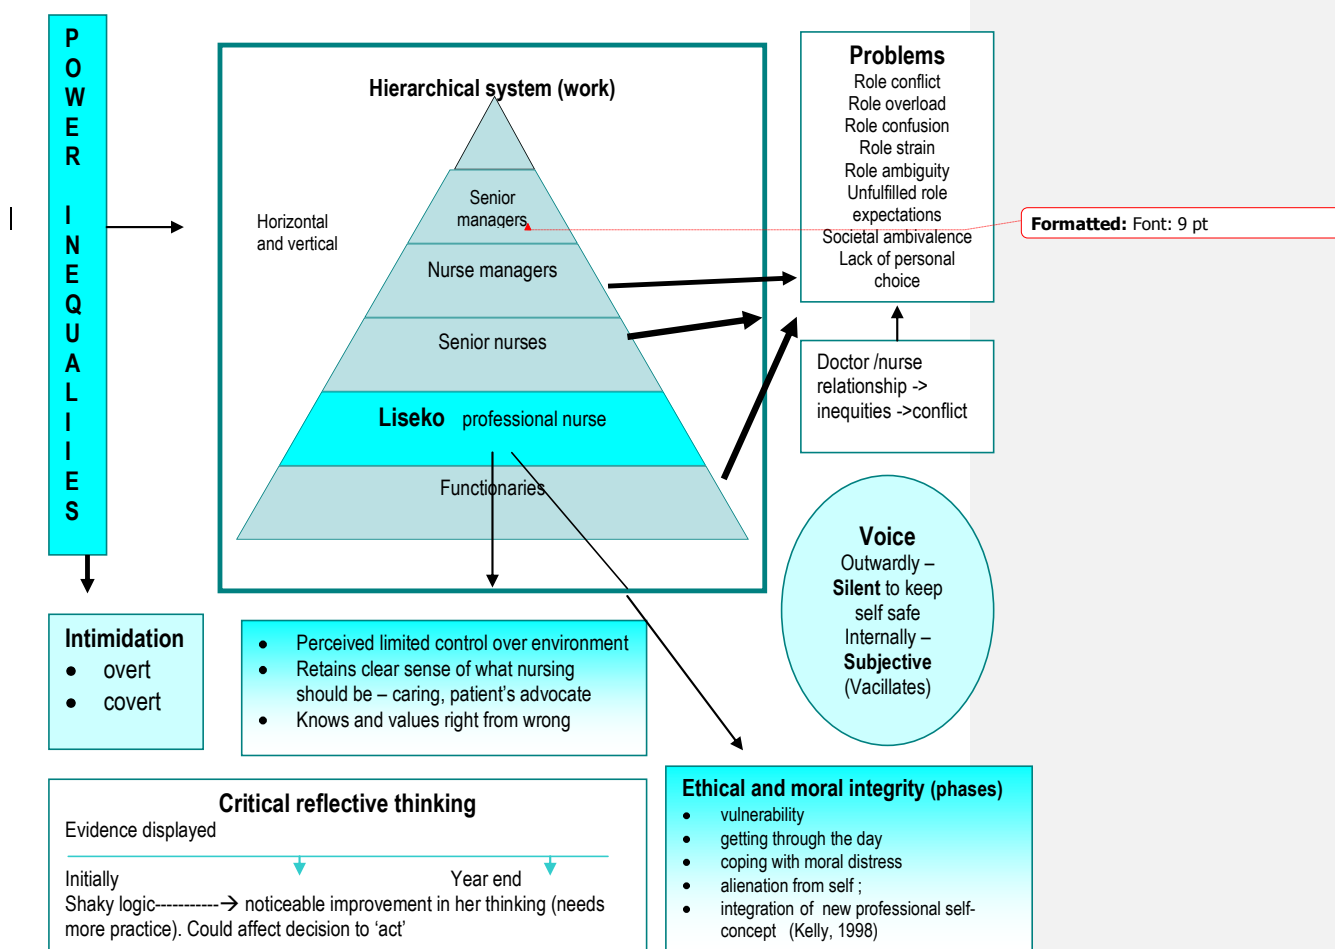 POWER INEQUALIIES
Hierarchical system (work)
Horizontal
and vertical
Senior
managers
Nurse managers
Senior nurses
Liseko professional nurse
Functionaries
Problems
Role conflict
Role overload
Role confusion
Role strain
Role ambiguity
Unfulfilled role
expectations
Societal ambivalence
Lack of personal
choice
Formatted: Font: 9 pt
Doctor /nurse
relationship ->
inequities ->conflict
Voice
Outwardly –
Silent to keep
self safe
Internally –
Subjective
(Vacillates)
Intimidation
● overt
● covert
● Perceived limited control over environment
● Retains clear sense of what nursing
should be – caring, patient's advocate
● Knows and values right from wrong
Critical reflective thinking
Evidence displayed
Initially Year end
Shaky logic-----------→ noticeable improvement in her thinking (needs
more practice). Could affect decision to 'act'
Ethical and moral integrity (phases)
● vulnerability
● getting through the day
● coping with moral distress
● alienation from self ;
● integration of new professional self-
concept (Kelly, 1998)